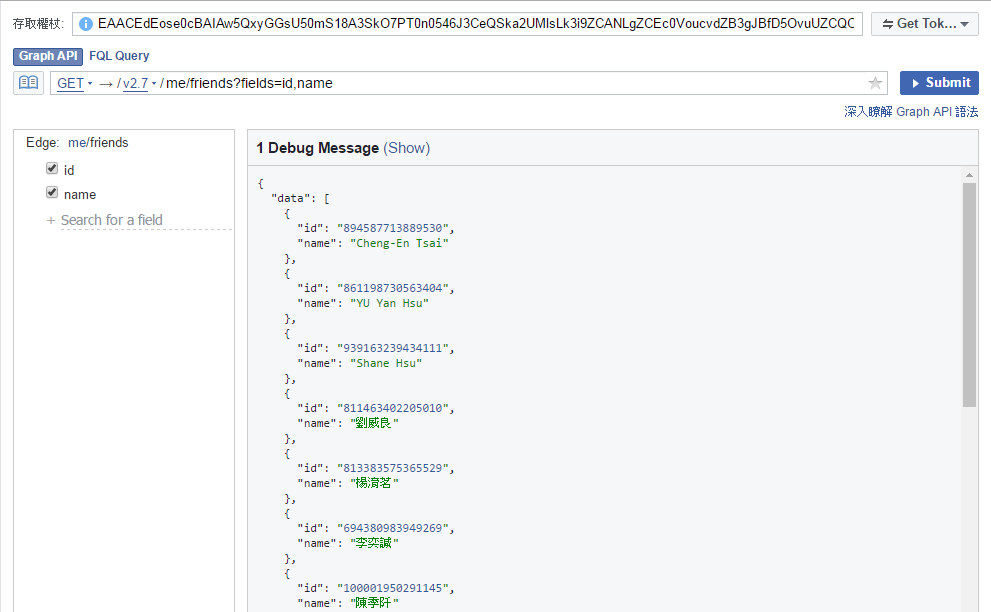 存取權杖: EAACEdEose0cBAIAw5QxyGGsU50mS18A3SkO7PT0n0546J3CeQSka2UMIsLk3i9ZCANLgZCEc0VoucvdZB3gJBfD5OvuUZCQC Get Tok...
Graph API FQL Query
GET → / v2.7 / me/friends?fields=id,name Submit
深入瞭解 Graph API 語法
Edge: me/friends
id
name
+ Search for a field
1 Debug Message (Show)
{
"data": [
{
"id": "894587713889530",
"name": "Cheng-En Tsai"
},
{
"id": "861198730563404",
"name": "YU Yan Hsu"
},
{
"id": "939163239434111",
"name": "Shane Hsu"
},
{
"id": "811463402205010",
"name": "劉威良"
},
{
"id": "813383575365529",
"name": "楊濬茗"
},
{
"id": "694380983949269",
"name": "李奕誠"
},
{
"id": "100001950291145",
"name": "陳季阡"